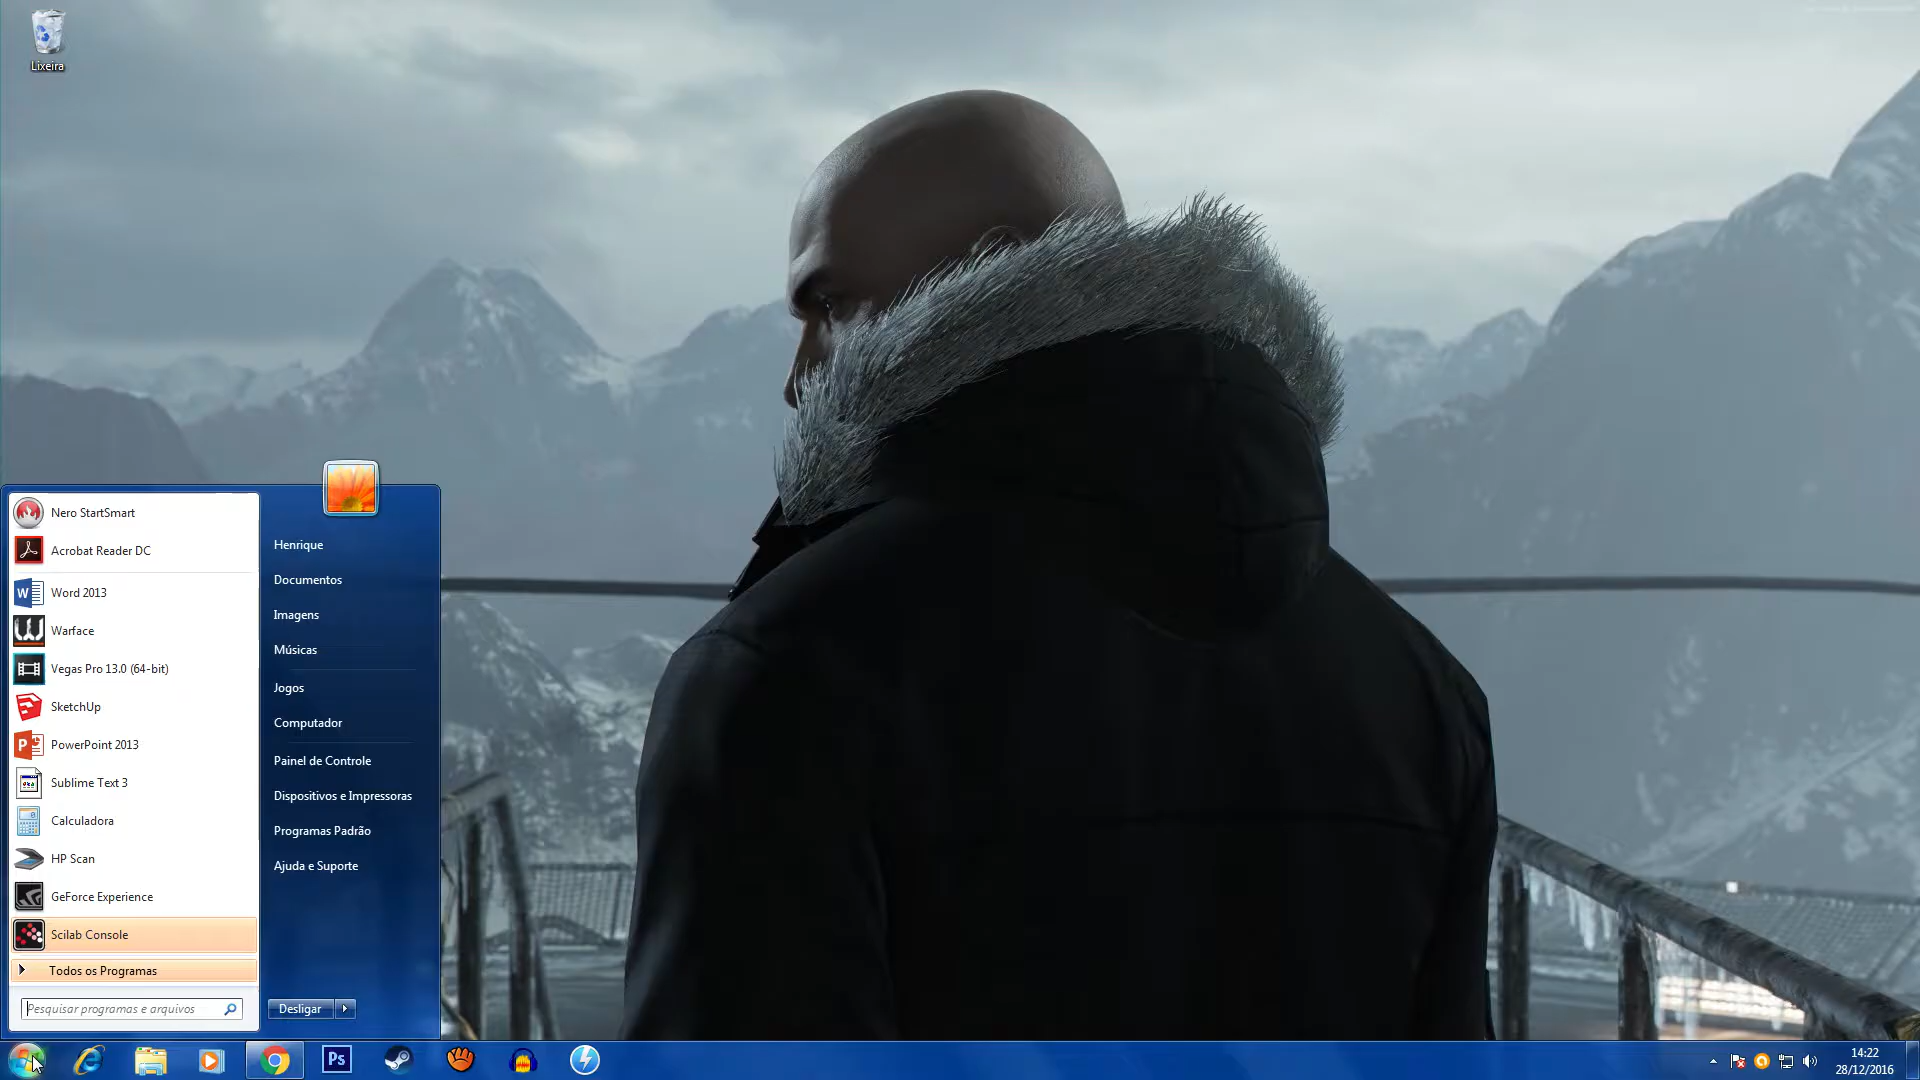 Lixeira
Nero StartSmart
Acrobat Reader DC
Word 2013
Warface
Vegas Pro 13.0 (64-bit)
SketchUp
PowerPoint 2013
Sublime Text 3
Calculadora
HP Scan
GeForce Experience
Scilab Console
Todos os Programas
Pesquisar programas e arquivos
Henrique
Documentos
Imagens
Músicas
Jogos
Computador
Painel de Controle
Dispositivos e Impressoras
Programas Padrão
Ajuda e Suporte
Desligar
Ps
14:22
28/12/2016